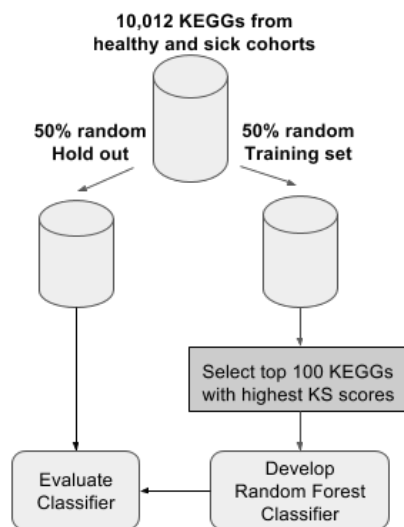 10,012 KEGGs from
healthy and sick cohorts
50% random
Hold out
50% random
Training set
Select top 100 KEGGs
with highest KS scores
Evaluate
Classifier
Develop
Random Forest
Classifier